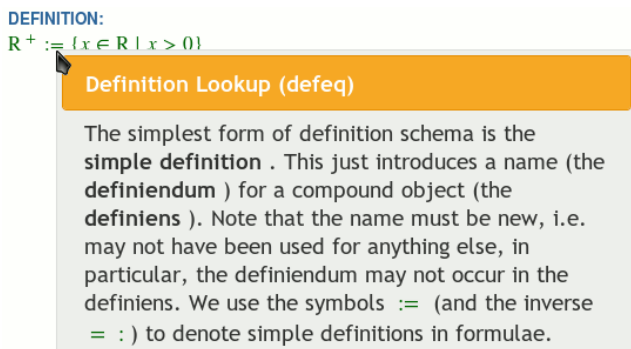 DEFINITION:
R + := {x ∈ R | x > 0}
Definition Lookup (defeq)
The simplest form of definition schema is the
simple definition . This just introduces a name (the
definiendum ) for a compound object (the
definiens ). Note that the name must be new, i.e.
may not have been used for anything else, in
particular, the definiendum may not occur in the
definiens. We use the symbols := (and the inverse
= : ) to denote simple definitions in formulae.